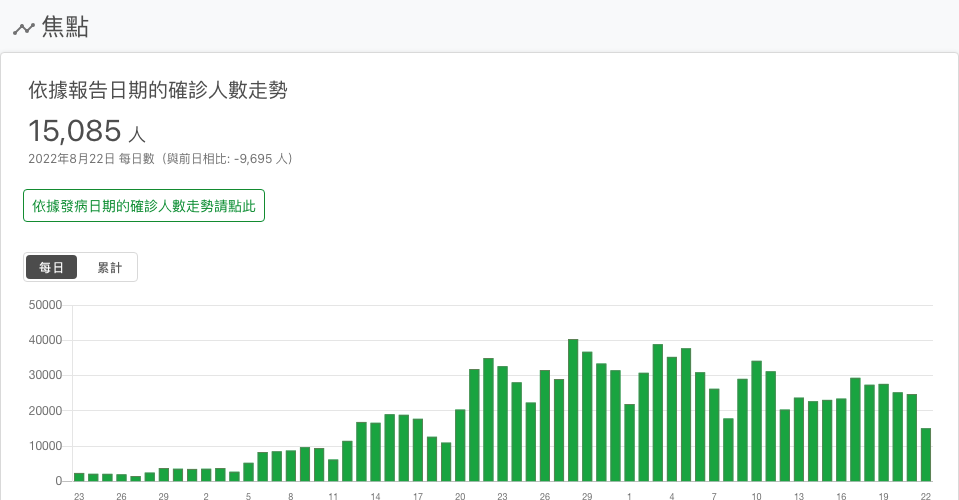 焦點
依據報告日期的確診人數走勢
15,085 人
2022年8月22日 每日數（與前日相比: -9,695 人）
依據發病日期的確診人數走勢請點此
每日 累計
50000
40000
30000
20000
10000
0
23 26 29 2 5 8 11 14 17 20 23 26 29 1 4 7 10 13 16 19 22